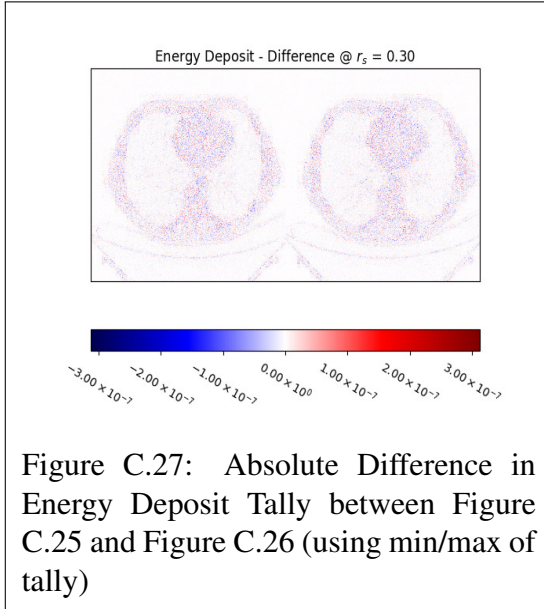 Energy Deposit - Difference @ rₛ = 0.30
−3.00 × 10⁻⁷
−2.00 × 10⁻⁷
−1.00 × 10⁻⁷
0.00 × 10⁰
1.00 × 10⁻⁷
2.00 × 10⁻⁷
3.00 × 10⁻⁷
Figure C.27: Absolute Difference in
Energy Deposit Tally between Figure
C.25 and Figure C.26 (using min/max of
tally)